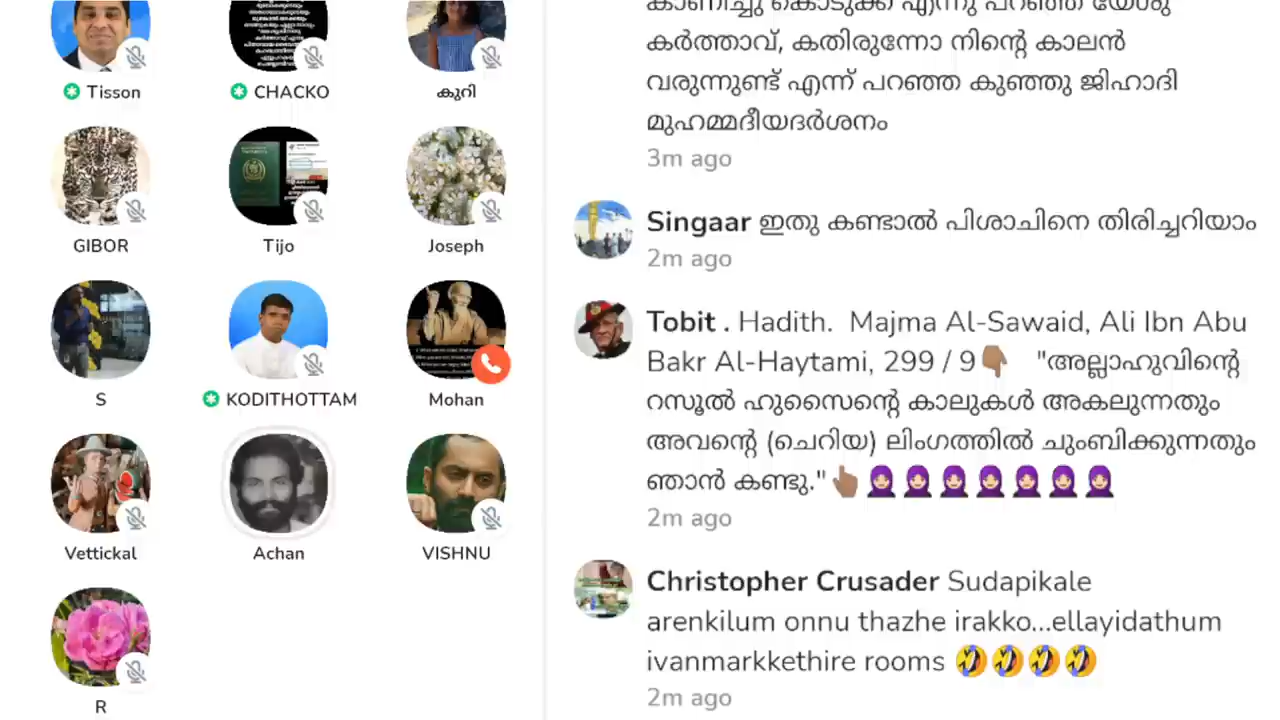 Tisson
CHACKO
കുറി
GIBOR
Tijo
Joseph
S
KODITHOTTAM
Mohan
Vettickal
Achan
VISHNU
R
കാണിച്ചു കൊടുക്ക എന്നു പറഞ്ഞ യേശു
കർത്താവ്, കതിരുന്നോ നിന്റെ കാലൻ
വരുന്നുണ്ട് എന്ന് പറഞ്ഞ കുഞ്ഞു ജിഹാദി
മുഹമ്മദീയദർശനം
3m ago
Singaar ഇതു കണ്ടാൽ പിശാചിനെ തിരിച്ചറിയാം
2m ago
Tobit . Hadith. Majma Al-Sawaid, Ali Ibn Abu
Bakr Al-Haytami, 299 / 9👇🏽 "അല്ലാഹുവിന്റെ
റസൂൽ ഹുസൈന്റെ കാലുകൾ അകലുന്നതും
അവന്റെ (ചെറിയ) ലിംഗത്തിൽ ചുംബിക്കുന്നതും
ഞാൻ കണ്ടു."👆🏽🧕🏻🧕🏻🧕🏻🧕🏻🧕🏻🧕🏻🧕🏻
2m ago
Christopher Crusader Sudapikale
arenkilum onnu thazhe irakko...ellayidathum
ivanmarkkethire rooms 🤣🤣🤣🤣
2m ago